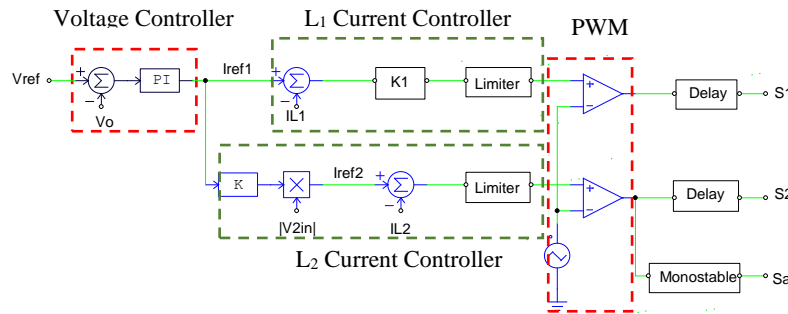 Voltage Controller
L₁ Current Controller
PWM
Vref
+
Σ
−
Vo
PI
Iref1
+
Σ
−
IL1
K1
Limiter
+
−
Delay
S1
K
×
|V2in|
Iref2
+
Σ
−
IL2
Limiter
+
−
Delay
S2
L₂ Current Controller
Monostable
Sa